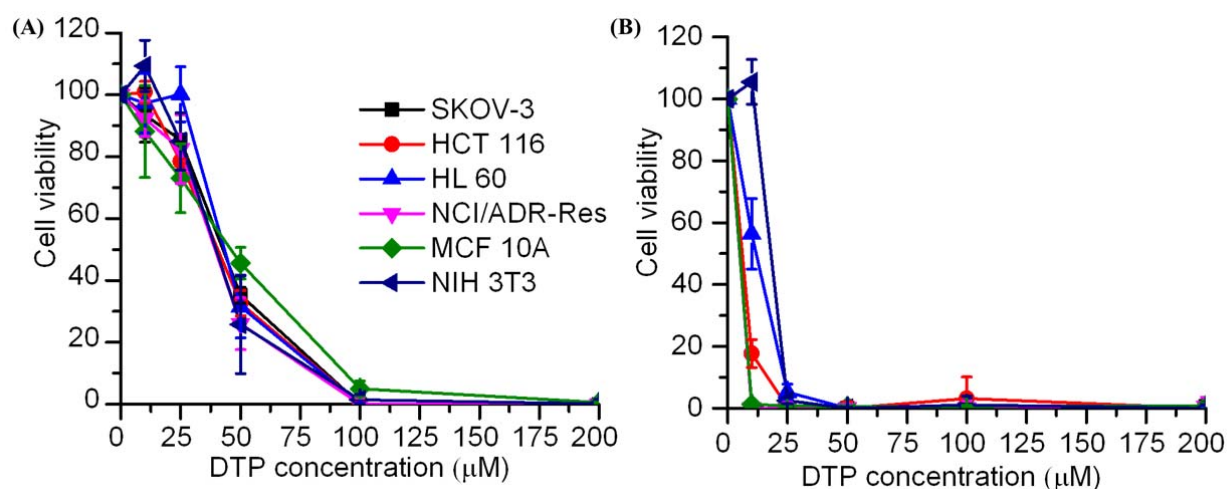 (A)
120
100
80
60
40
20
0
Cell viability
SKOV-3
HCT 116
HL 60
NCI/ADR-Res
MCF 10A
NIH 3T3
0 25 50 75 100 125 150 175 200
DTP concentration (μM)
(B)
120
100
80
60
40
20
0
Cell viability
0 25 50 75 100 125 150 175 200
DTP concentration (μM)